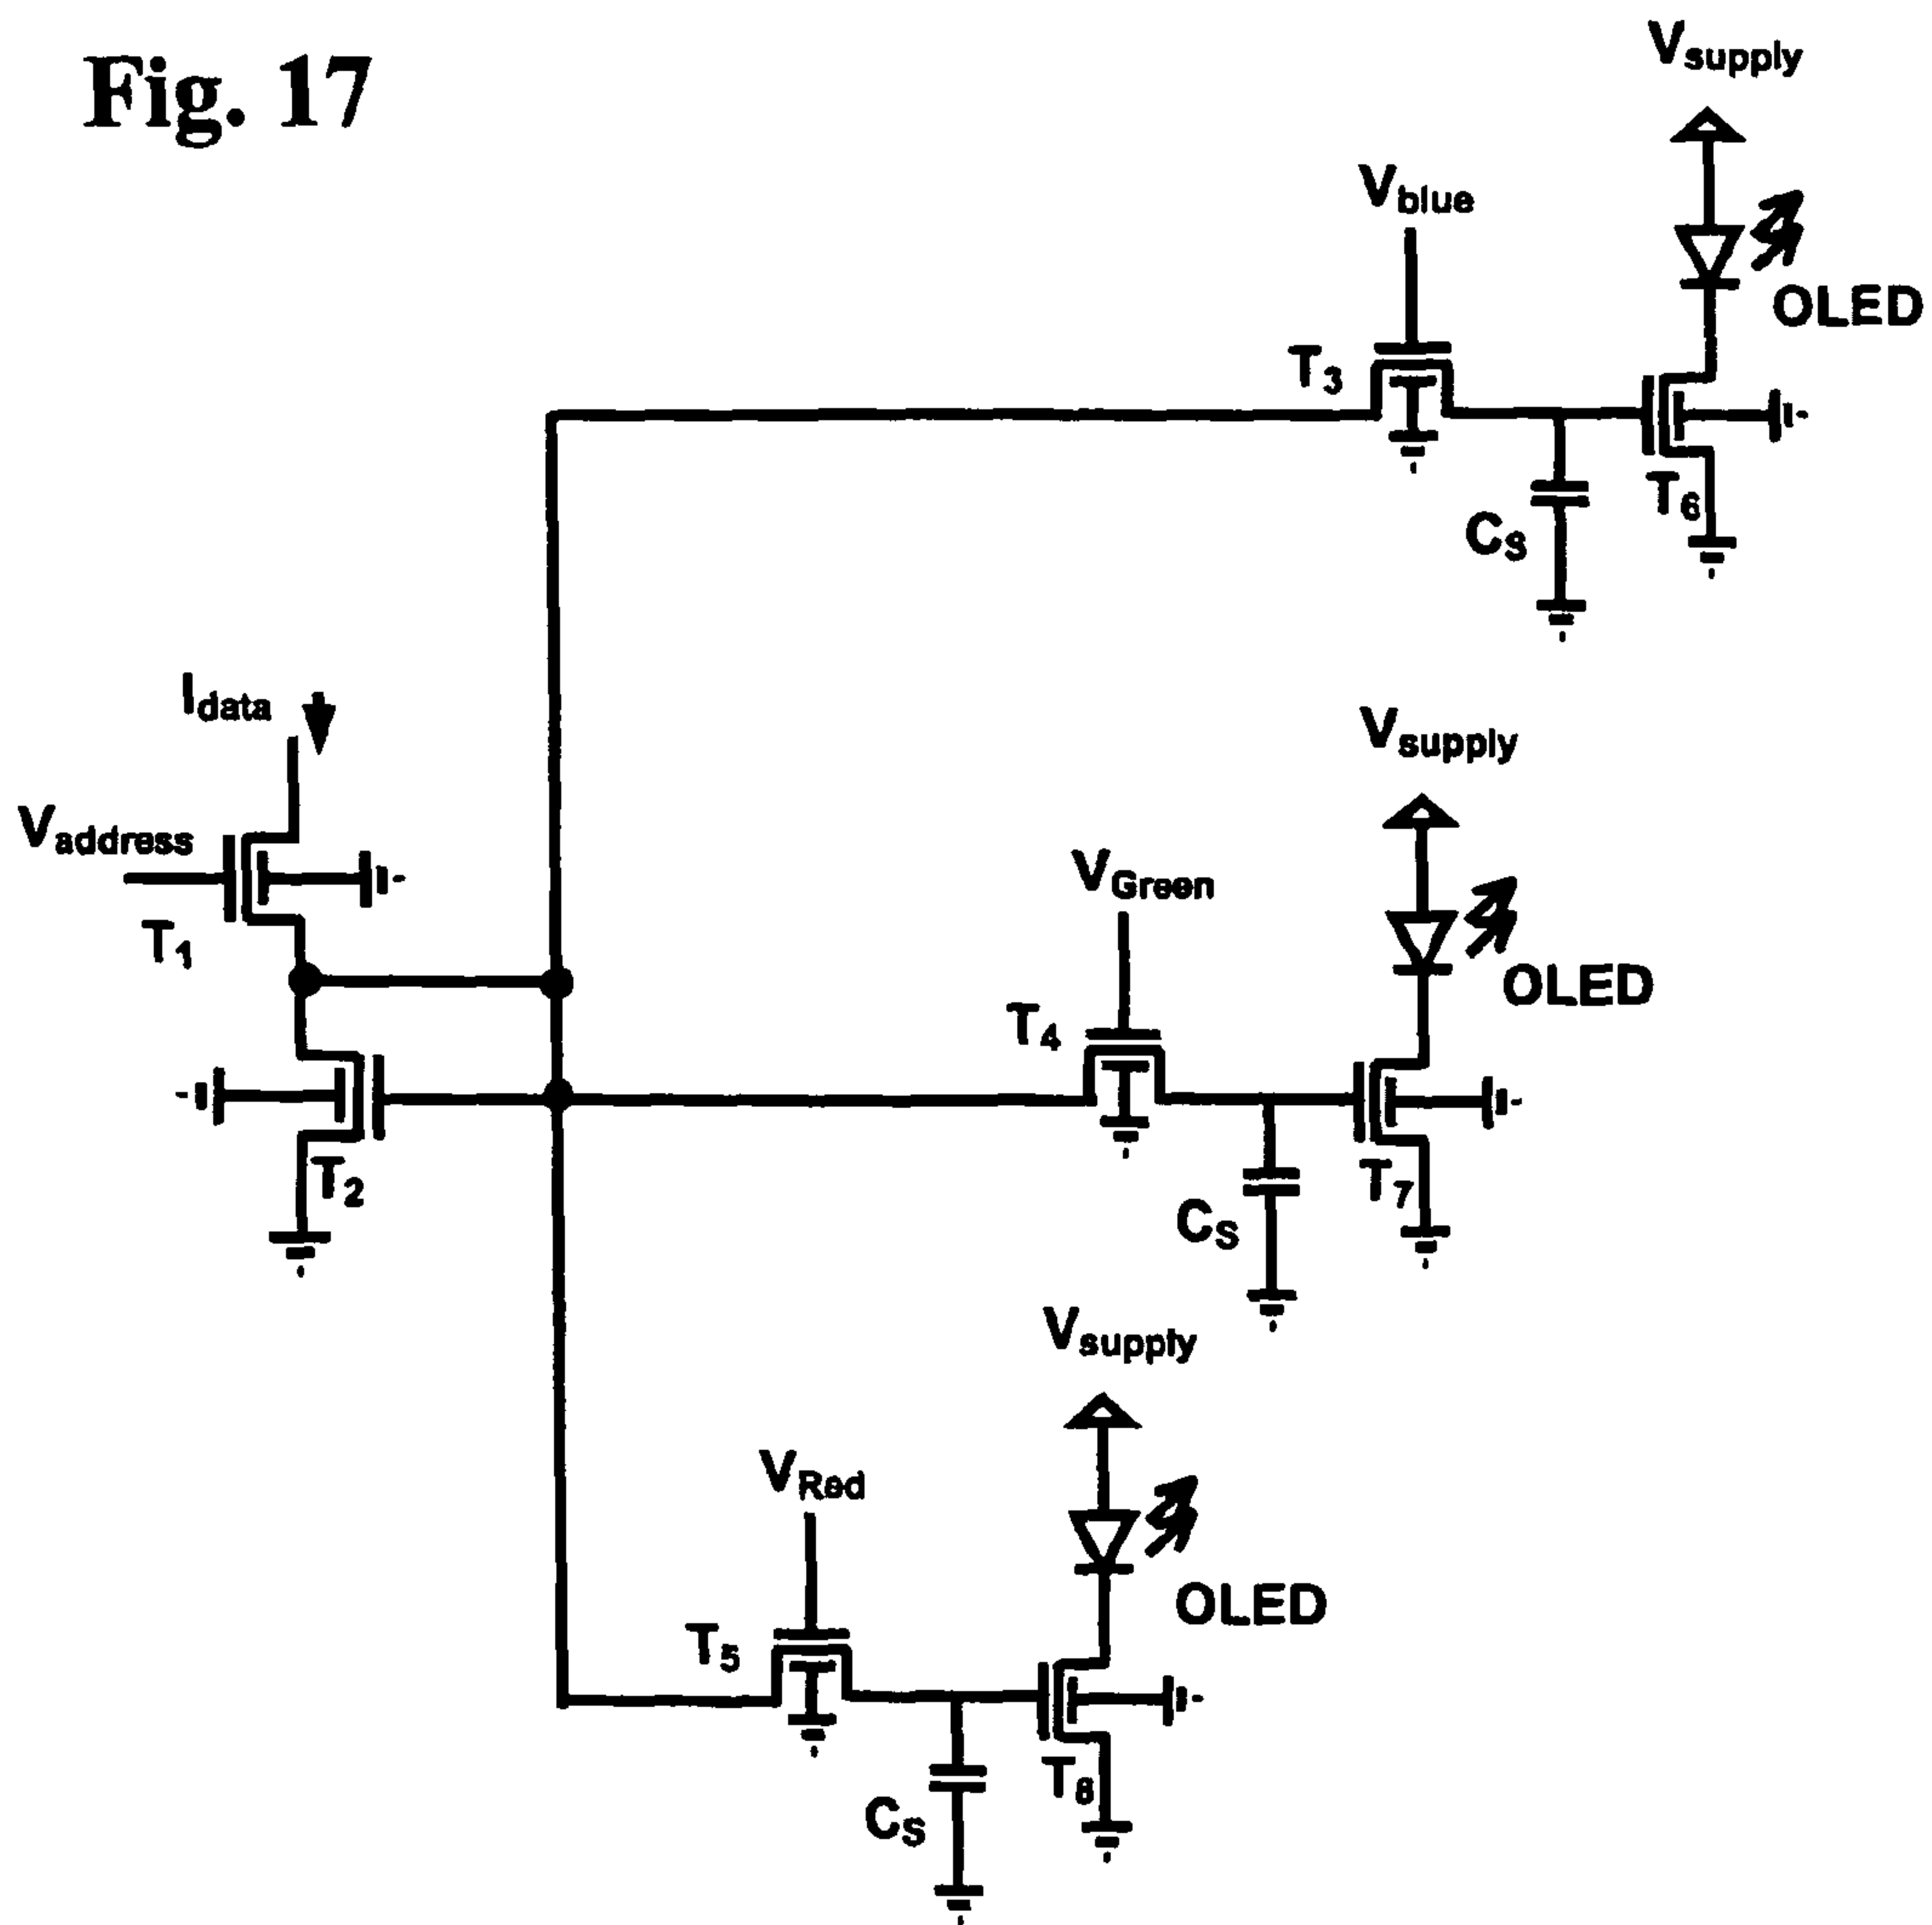 Fig. 17
Vsupply
Vblue
OLED
T3
T6
Cs
Idata
Vsupply
Vaddress
VGreen
T1
OLED
T4
T2
T7
Cs
Vsupply
VRed
OLED
T5
T8
Cs